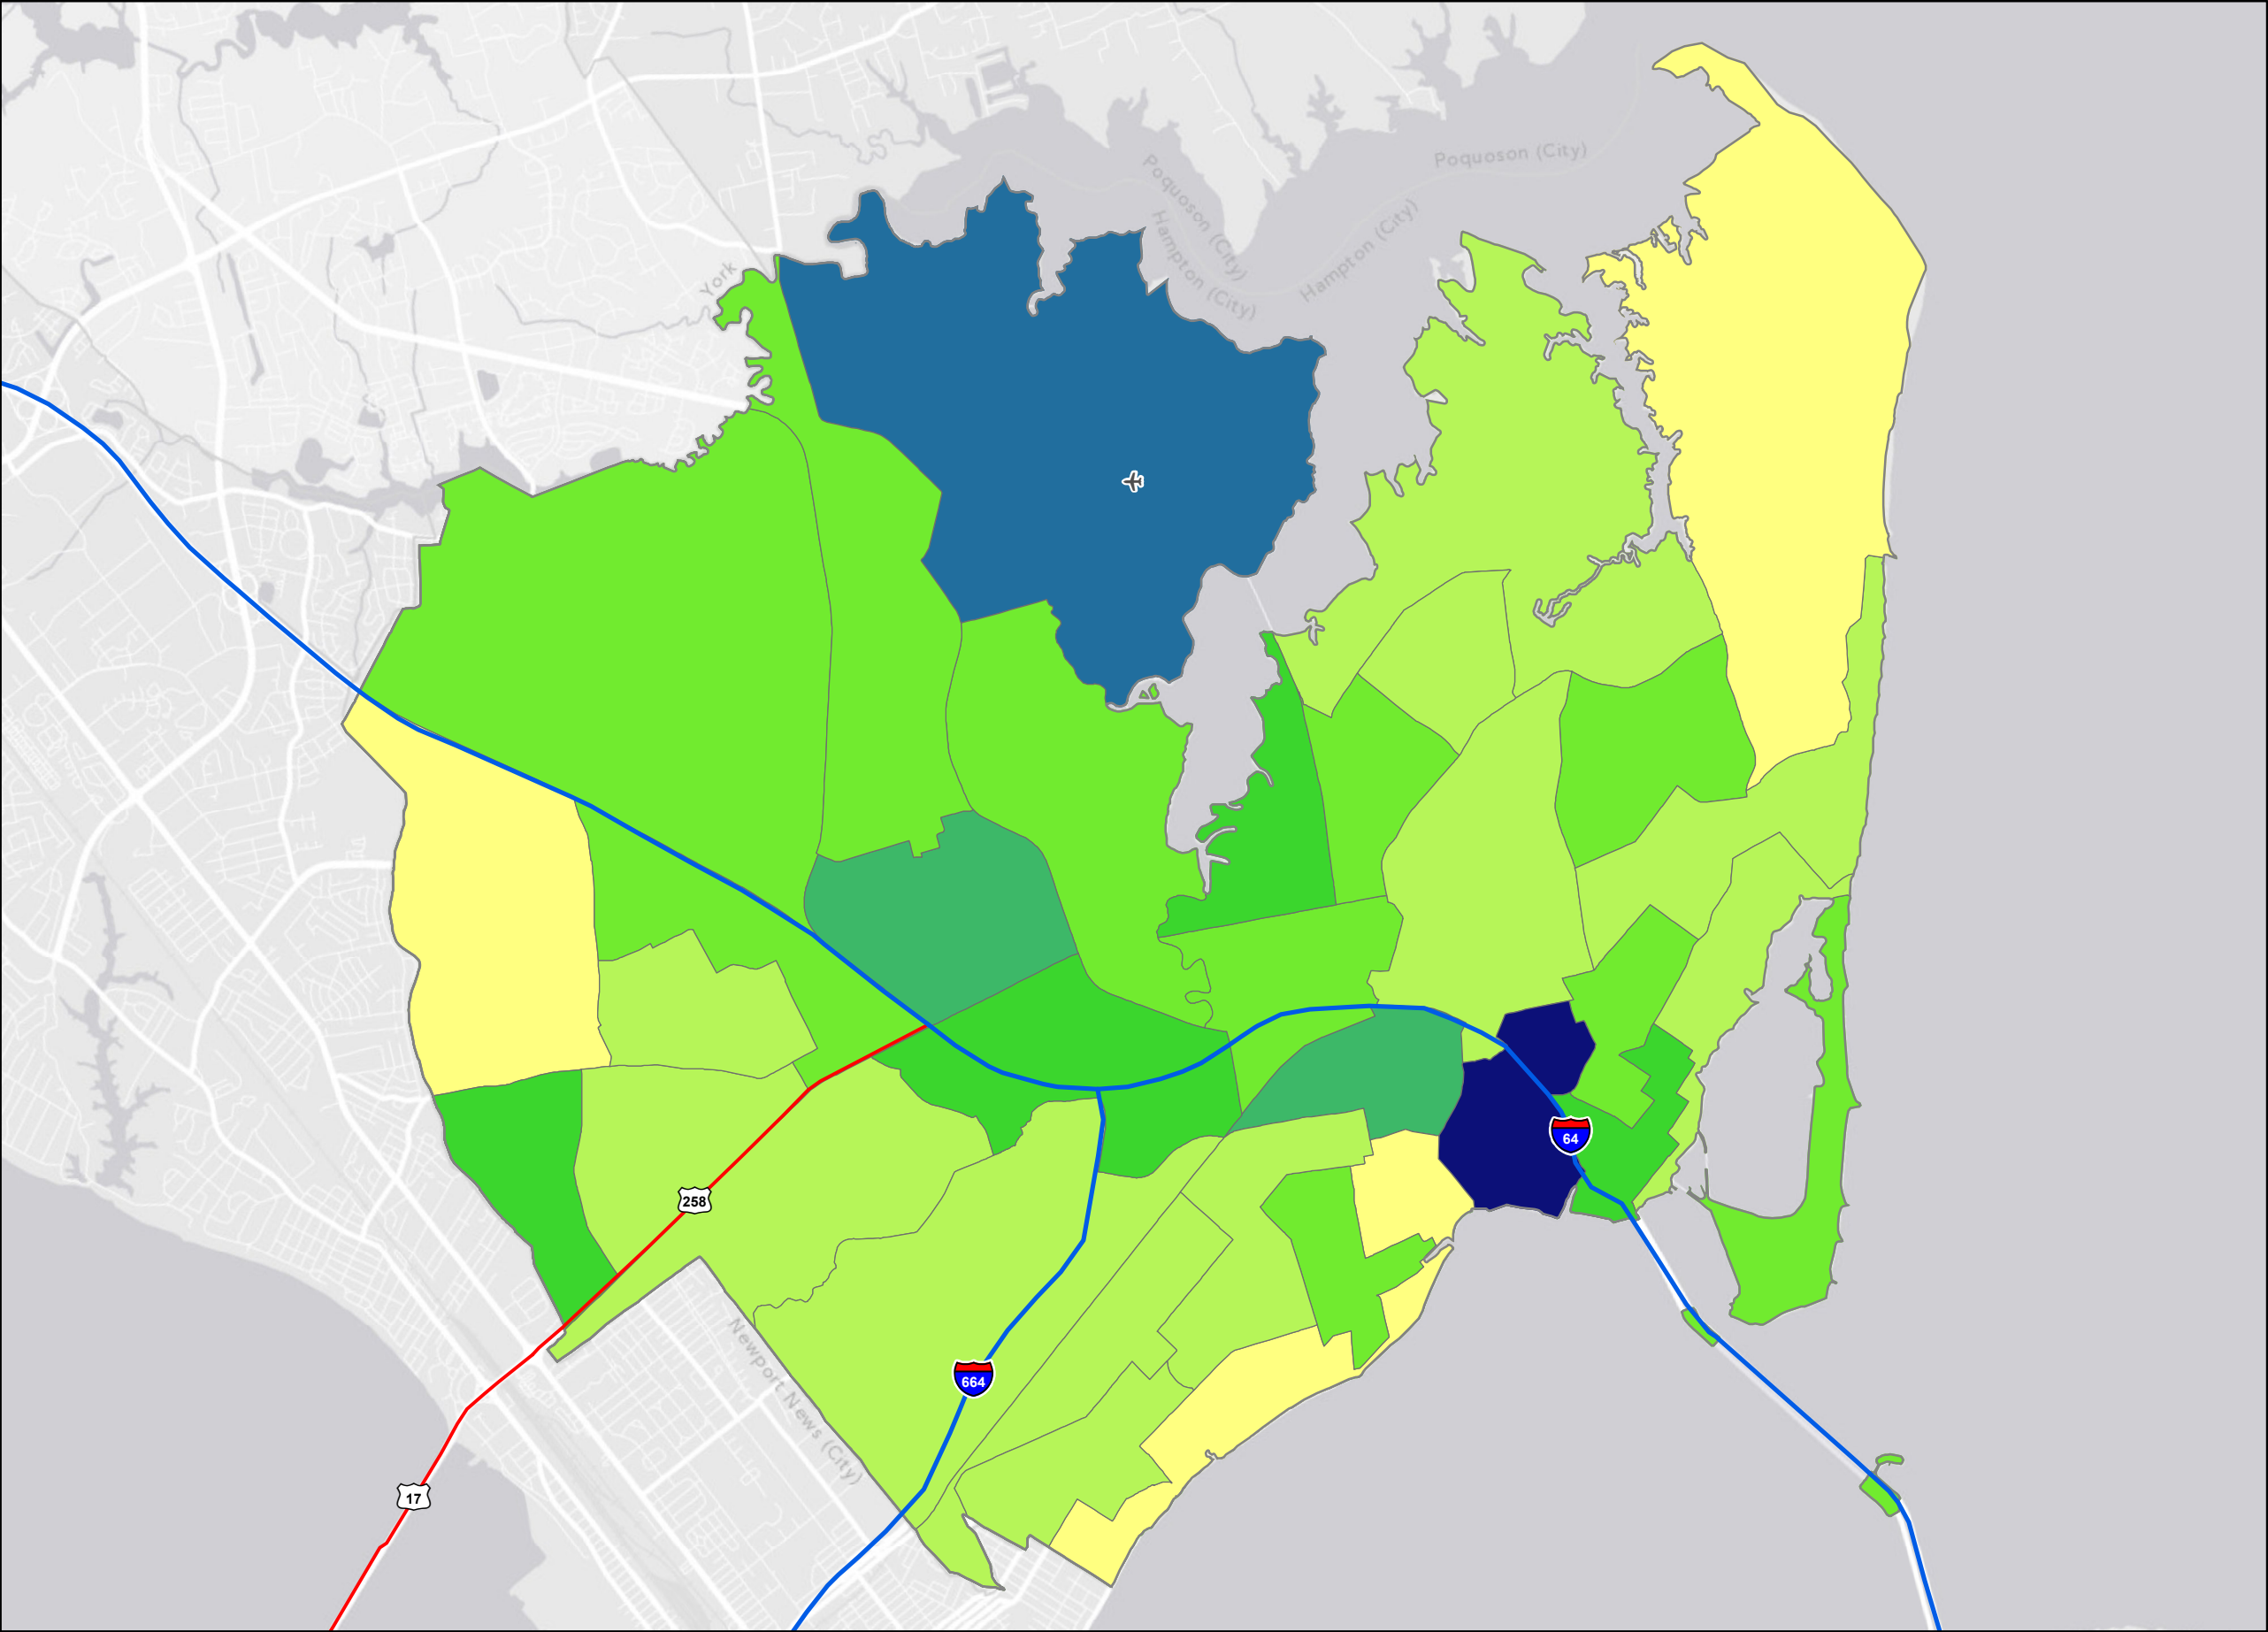 Poquoson (City)
Poquoson (City)
Hampton (City)
Hampton (City)
York
64
258
664
Newport News (City)
17